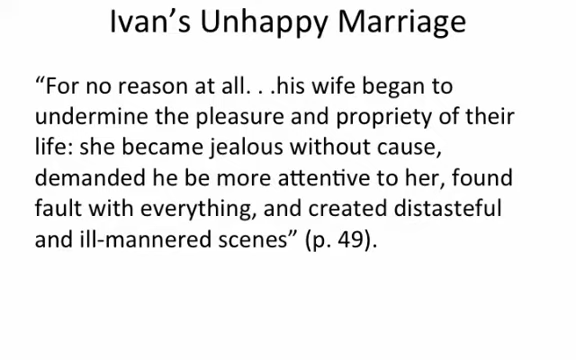 Ivan’s Unhappy Marriage
“For no reason at all. . .his wife began to
undermine the pleasure and propriety of their
life: she became jealous without cause,
demanded he be more attentive to her, found
fault with everything, and created distasteful
and ill-mannered scenes” (p. 49).